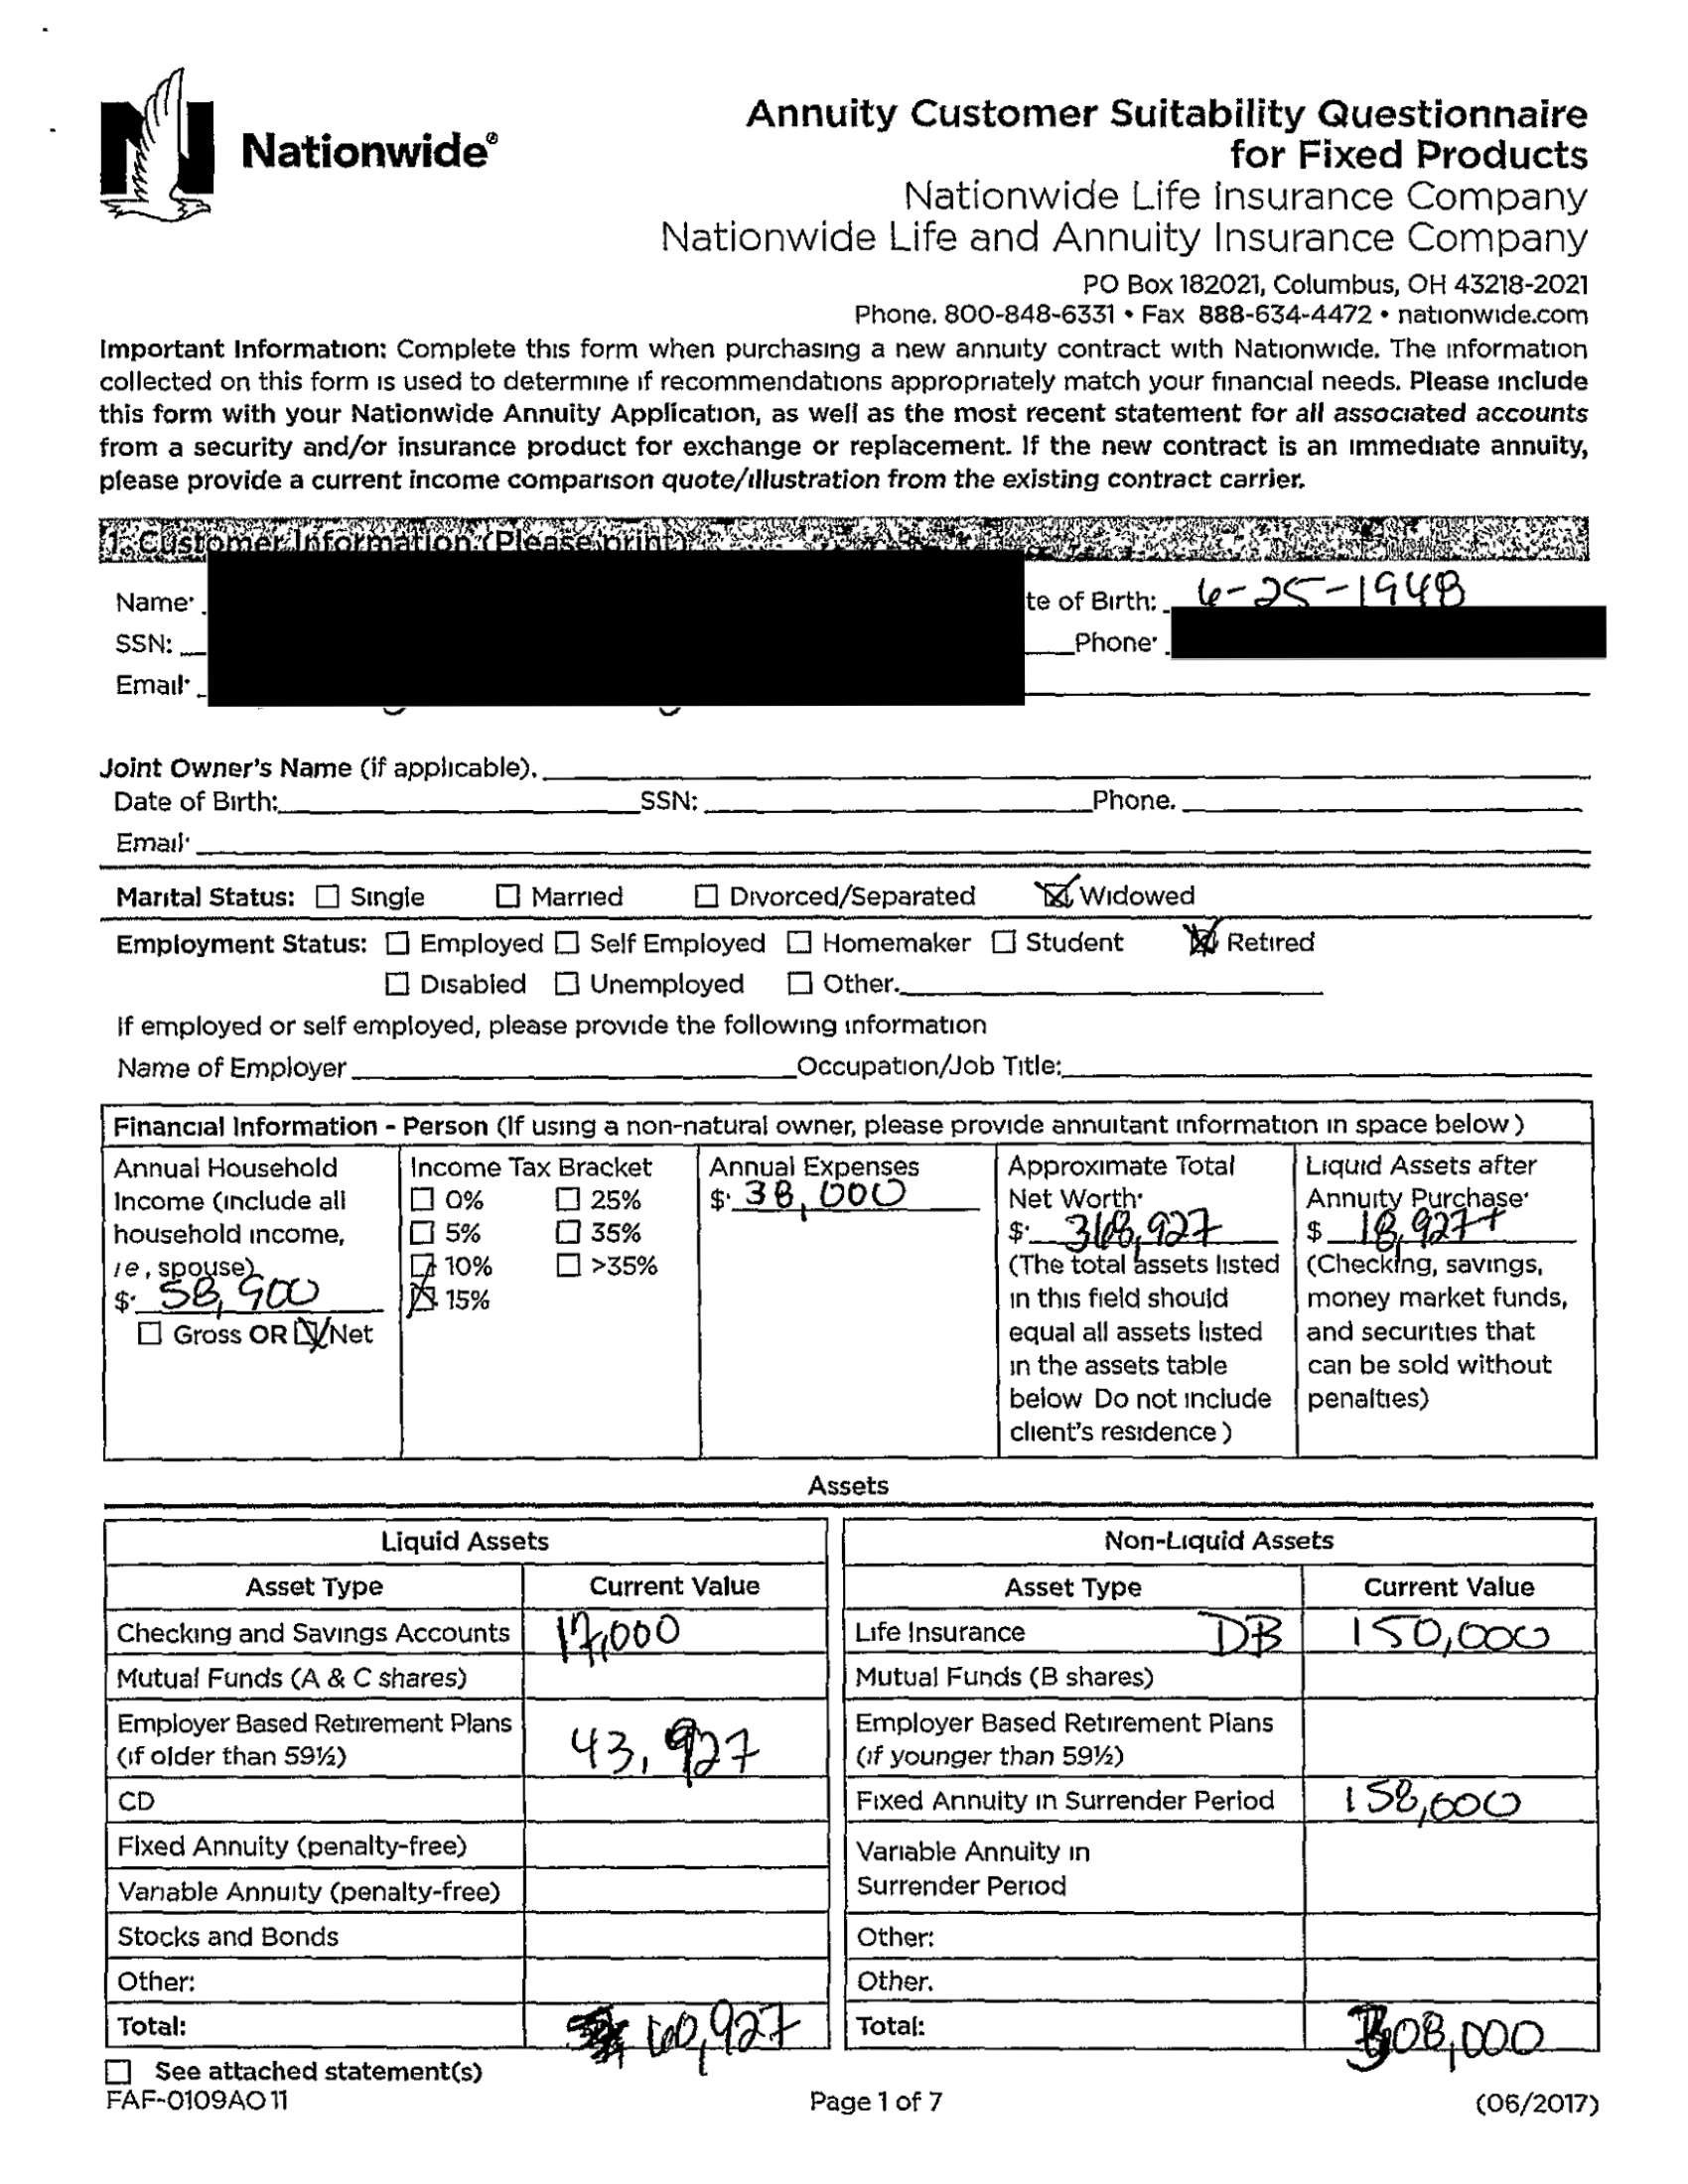 Nationwide®
Annuity Customer Suitability Questionnaire
for Fixed Products
Nationwide Life Insurance Company
Nationwide Life and Annuity Insurance Company
PO Box 182021, Columbus, OH 43218-2021
Phone. 800-848-6331 • Fax 888-634-4472 • nationwide.com
Important Information: Complete this form when purchasing a new annuity contract with Nationwide. The information
collected on this form is used to determine if recommendations appropriately match your financial needs. Please include
this form with your Nationwide Annuity Application, as well as the most recent statement for all associated accounts
from a security and/or insurance product for exchange or replacement. If the new contract is an immediate annuity,
please provide a current income comparison quote/illustration from the existing contract carrier.
1. Customer Information (Please print)
Name: te of Birth: 6-25-1948
SSN: Phone:
Email:
Joint Owner's Name (if applicable).
Date of Birth: SSN: Phone.
Email:
Marital Status: ☐ Single ☐ Married ☐ Divorced/Separated ☒ Widowed
Employment Status: ☐ Employed ☐ Self Employed ☐ Homemaker ☐ Student ☒ Retired
☐ Disabled ☐ Unemployed ☐ Other.
If employed or self employed, please provide the following information
Name of Employer Occupation/Job Title:
Financial Information - Person (If using a non-natural owner, please provide annuitant information in space below)
Annual Household
Income (include all
household income,
ie, spouse)
$: 58,900
☐ Gross OR ☒ Net
Income Tax Bracket
☐ 0% ☐ 25%
☐ 5% ☐ 35%
☐ 10% ☐ >35%
☒ 15%
Annual Expenses
$: 38,000
Approximate Total
Net Worth:
$: 368,927
(The total assets listed
in this field should
equal all assets listed
in the assets table
below Do not include
client's residence)
Liquid Assets after
Annuity Purchase:
$ 18,927+
(Checking, savings,
money market funds,
and securities that
can be sold without
penalties)
Assets
Liquid Assets
Asset Type Current Value
Checking and Savings Accounts 17,000
Mutual Funds (A & C shares)
Employer Based Retirement Plans
(if older than 59½) 43,927
CD
Fixed Annuity (penalty-free)
Variable Annuity (penalty-free)
Stocks and Bonds
Other:
Total: 60,927
Non-Liquid Assets
Asset Type Current Value
Life Insurance DB 150,000
Mutual Funds (B shares)
Employer Based Retirement Plans
(if younger than 59½)
Fixed Annuity in Surrender Period 158,000
Variable Annuity in
Surrender Period
Other:
Other.
Total: 308,000
☐ See attached statement(s)
FAF-0109AO 11
Page 1 of 7
(06/2017)